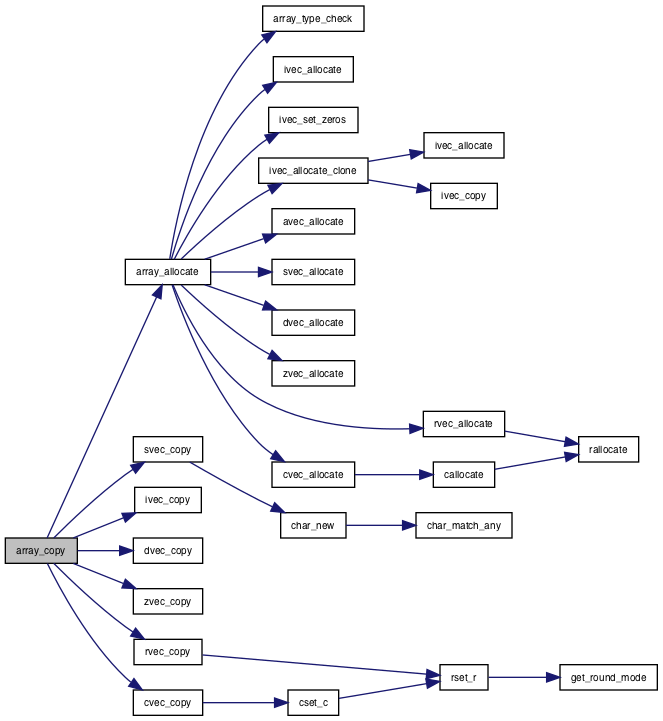 array_type_check
ivec_allocate
ivec_set_zeros
ivec_allocate_clone
ivec_allocate
ivec_copy
avec_allocate
array_allocate
svec_allocate
dvec_allocate
zvec_allocate
rvec_allocate
rallocate
cvec_allocate
callocate
svec_copy
ivec_copy
char_new
char_match_any
array_copy
dvec_copy
zvec_copy
rvec_copy
rset_r
get_round_mode
cvec_copy
cset_c